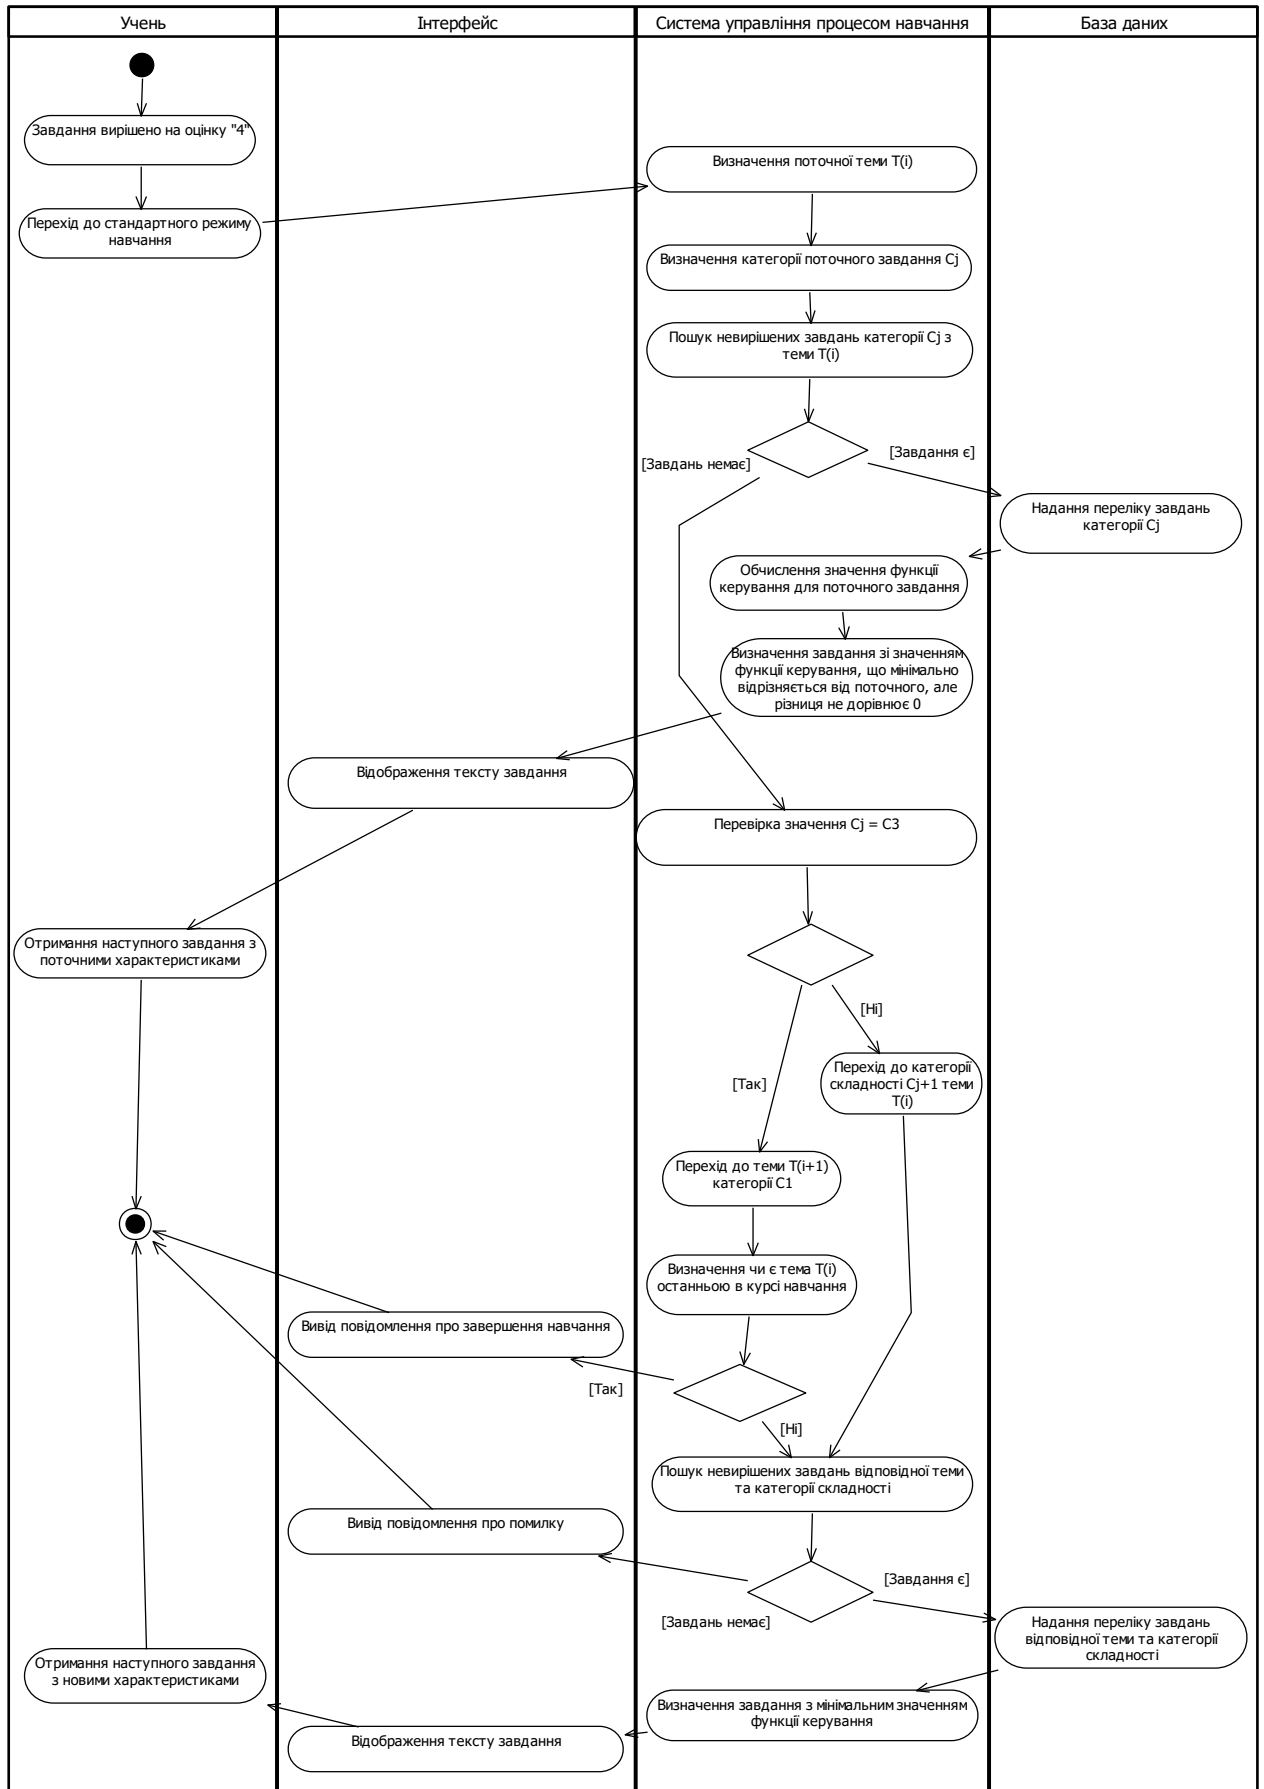 Учень
Інтерфейс
Система управління процесом навчання
База даних
Завдання вирішено на оцінку "4"
Визначення поточної теми T(i)
Перехід до стандартного режиму
навчання
Визначення категорії поточного завдання Cj
Пошук невирішених завдань категорії Cj з
теми T(i)
[Завдань немає]
[Завдання є]
Надання переліку завдань
категорії Cj
Обчислення значення функції
керування для поточного завдання
Визначення завдання зі значенням
функції керування, що мінімально
відрізняється від поточного, але
різниця не дорівнює 0
Відображення тексту завдання
Перевірка значення Cj = C3
Отримання наступного завдання з
поточними характеристиками
[Ні]
[Так]
Перехід до категорії
складності Cj+1 теми
T(i)
Перехід до теми T(i+1)
категорії C1
Визначення чи є тема T(i)
останньою в курсі навчання
Вивід повідомлення про завершення навчання
[Так]
[Ні]
Пошук невирішених завдань відповідної теми
та категорії складності
Вивід повідомлення про помилку
[Завдання є]
[Завдань немає]
Надання переліку завдань
відповідної теми та категорії
складності
Отримання наступного завдання
з новими характеристиками
Визначення завдання з мінімальним значенням
функції керування
Відображення тексту завдання